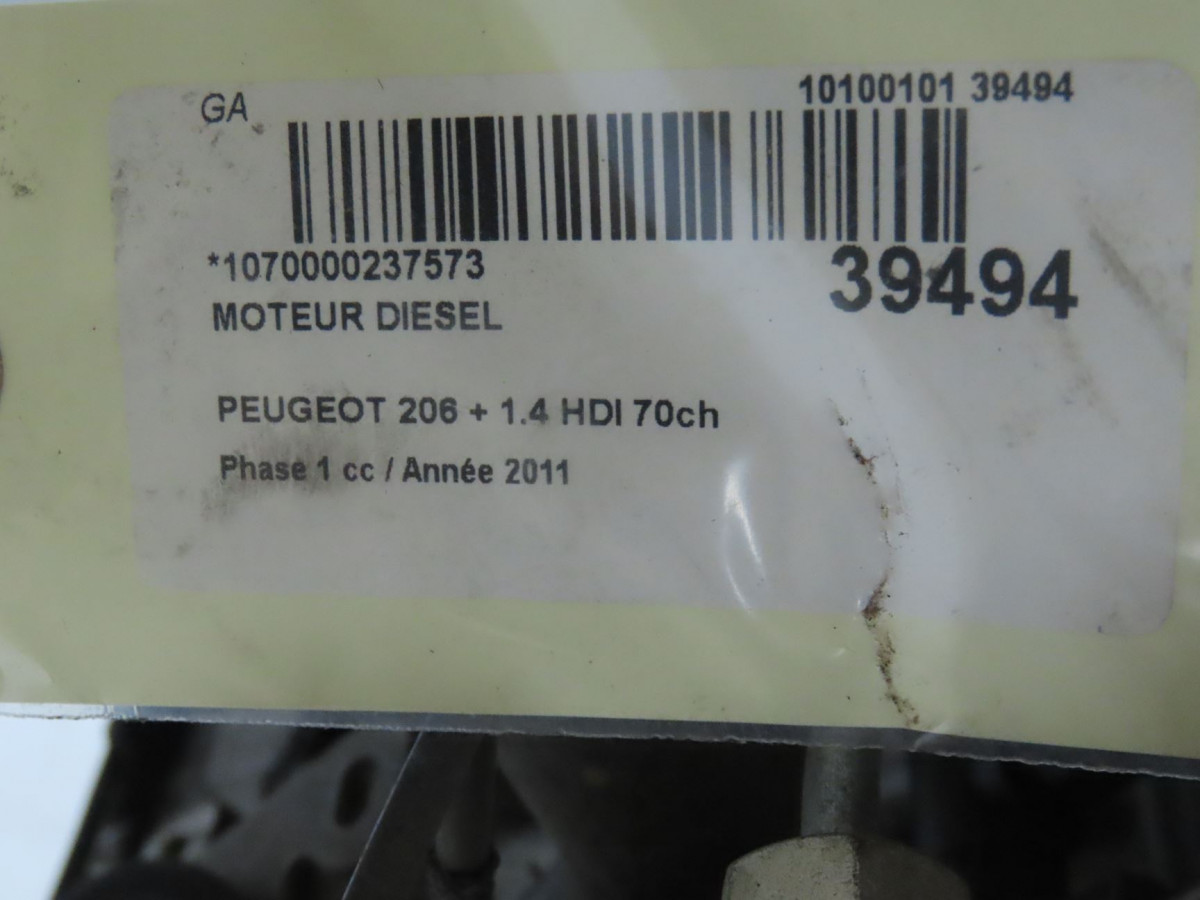 GA 10100101 39494
*1070000237573 39494
MOTEUR DIESEL
PEUGEOT 206 + 1.4 HDI 70ch
Phase 1 cc / Année 2011